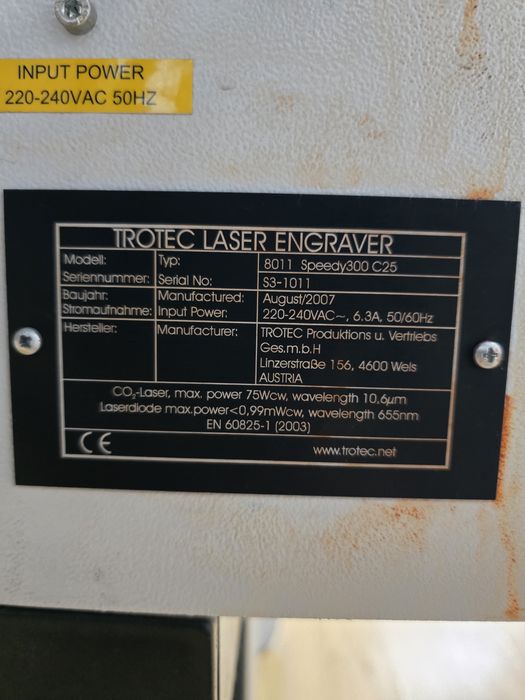 INPUT POWER
220-240VAC 50HZ
TROTEC LASER ENGRAVER
Modell: Typ: 8011 Speedy300 C25
Seriennummer: Serial No: S3-1011
Baujahr: Manufactured: August/2007
Stromaufnahme: Input Power: 220-240VAC~, 6.3A, 50/60Hz
Hersteller: Manufacturer: TROTEC Produktions u. Vertriebs
Ges.m.b.H
Linzerstraße 156, 4600 Wels
AUSTRIA
CO₂-Laser, max. power 75Wcw, wavelength 10,6µm
Laserdiode max.power<0,99mWcw, wavelength 655nm
EN 60825-1 (2003)
CE www.trotec.net